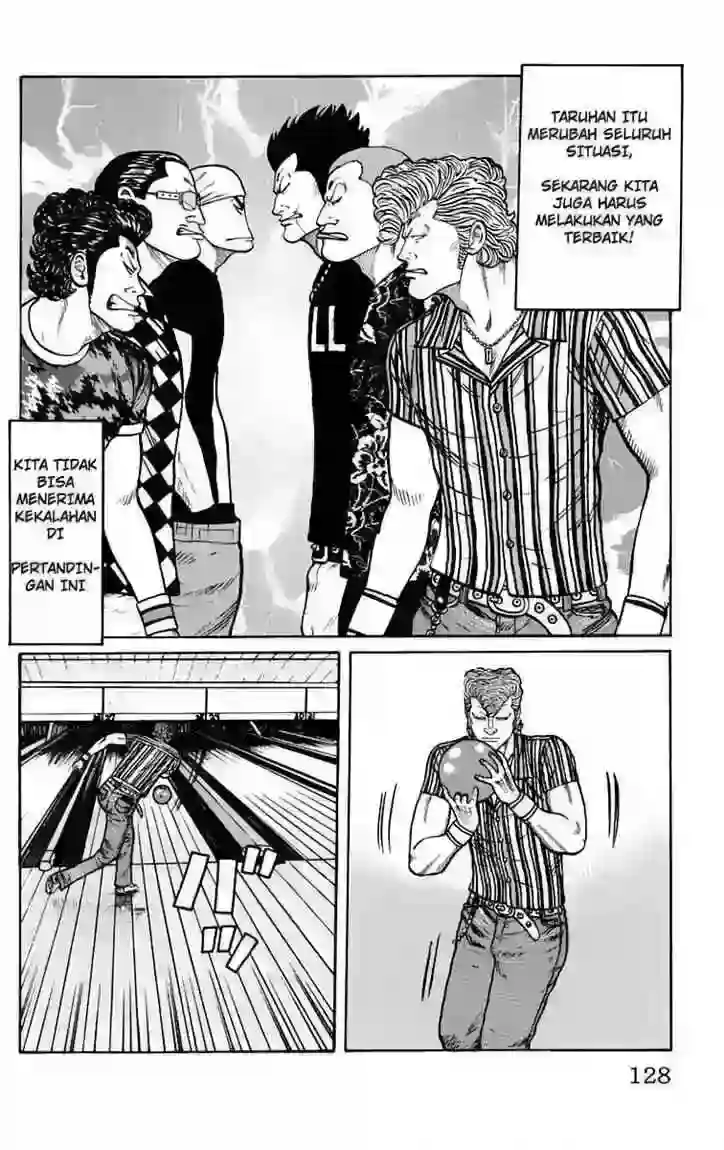 TARUHAN ITU
MERUBAH SELURUH
SITUASI,
SEKARANG KITA
JUGA HARUS
MELAKUKAN YANG
TERBAIK!
LL
KITA TIDAK
BISA
MENERIMA
KEKALAHAN
DI
PERTANDIN-
GAN INI
128